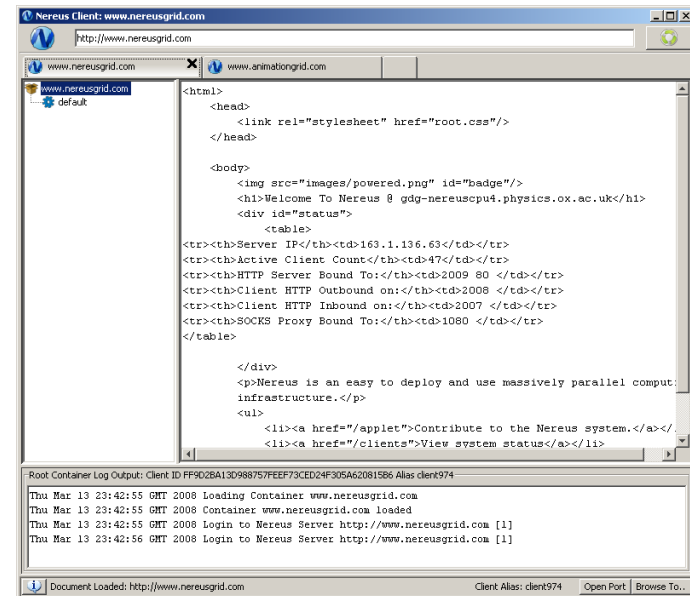 Nereus Client: www.nereusgrid.com
http://www.nereusgrid.com
www.nereusgrid.com
www.animationgrid.com
www.nereusgrid.com
default
<html>
<head>
<link rel="stylesheet" href="root.css"/>
</head>
<body>
<img src="images/powered.png" id="badge"/>
<h1>Welcome To Nereus @ gdg-nereuscpu4.physics.ox.ac.uk</h1>
<div id="status">
<table>
<tr><th>Server IP</th><td>163.1.136.63</td></tr>
<tr><th>Active Client Count</th><td>47</td></tr>
<tr><th>HTTP Server Bound To:</th><td>2009 80 </td></tr>
<tr><th>Client HTTP Outbound on:</th><td>2008 </td></tr>
<tr><th>Client HTTP Inbound on:</th><td>2007 </td></tr>
<tr><th>SOCKS Proxy Bound To:</th><td>1080 </td></tr>
</table>
</div>
<p>Nereus is an easy to deploy and use massively parallel comput
infrastructure.</p>
<ul>
<li><a href="/applet">Contribute to the Nereus system.</a></
<li><a href="/clients">View system status</a></li>
Root Container Log Output: Client ID FF9D2BA13D988757FEEF73CED24F305A620815B6 Alias client974
Thu Mar 13 23:42:55 GMT 2008 Loading Container www.nereusgrid.com
Thu Mar 13 23:42:55 GMT 2008 Container www.nereusgrid.com loaded
Thu Mar 13 23:42:55 GMT 2008 Login to Nereus Server http://www.nereusgrid.com [1]
Thu Mar 13 23:42:56 GMT 2008 Login to Nereus Server http://www.nereusgrid.com [1]
Document Loaded: http://www.nereusgrid.com
Client Alias: client974
Open Port
Browse To..